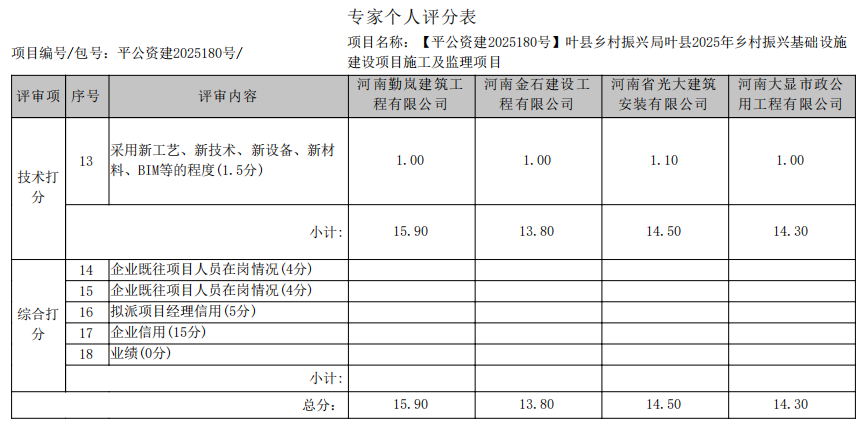 专家个人评分表
项目编号/包号：平公资建2025180号/
项目名称：【平公资建2025180号】叶县乡村振兴局叶县2025年乡村振兴基础设施
建设项目施工及监理项目
评审项 序号 评审内容 河南勤岚建筑工 河南金石建设工 河南省光大建筑 河南大显市政公
程有限公司 程有限公司 安装有限公司 用工程有限公司
技术打
分
13 采用新工艺、新技术、新设备、新材 1.00 1.00 1.10 1.00
料、BIM等的程度(1.5分)
小计: 15.90 13.80 14.50 14.30
综合打
分
14 企业既往项目人员在岗情况(4分)
15 企业既往项目人员在岗情况(4分)
16 拟派项目经理信用(5分)
17 企业信用(15分)
18 业绩(0分)
小计:
总分: 15.90 13.80 14.50 14.30